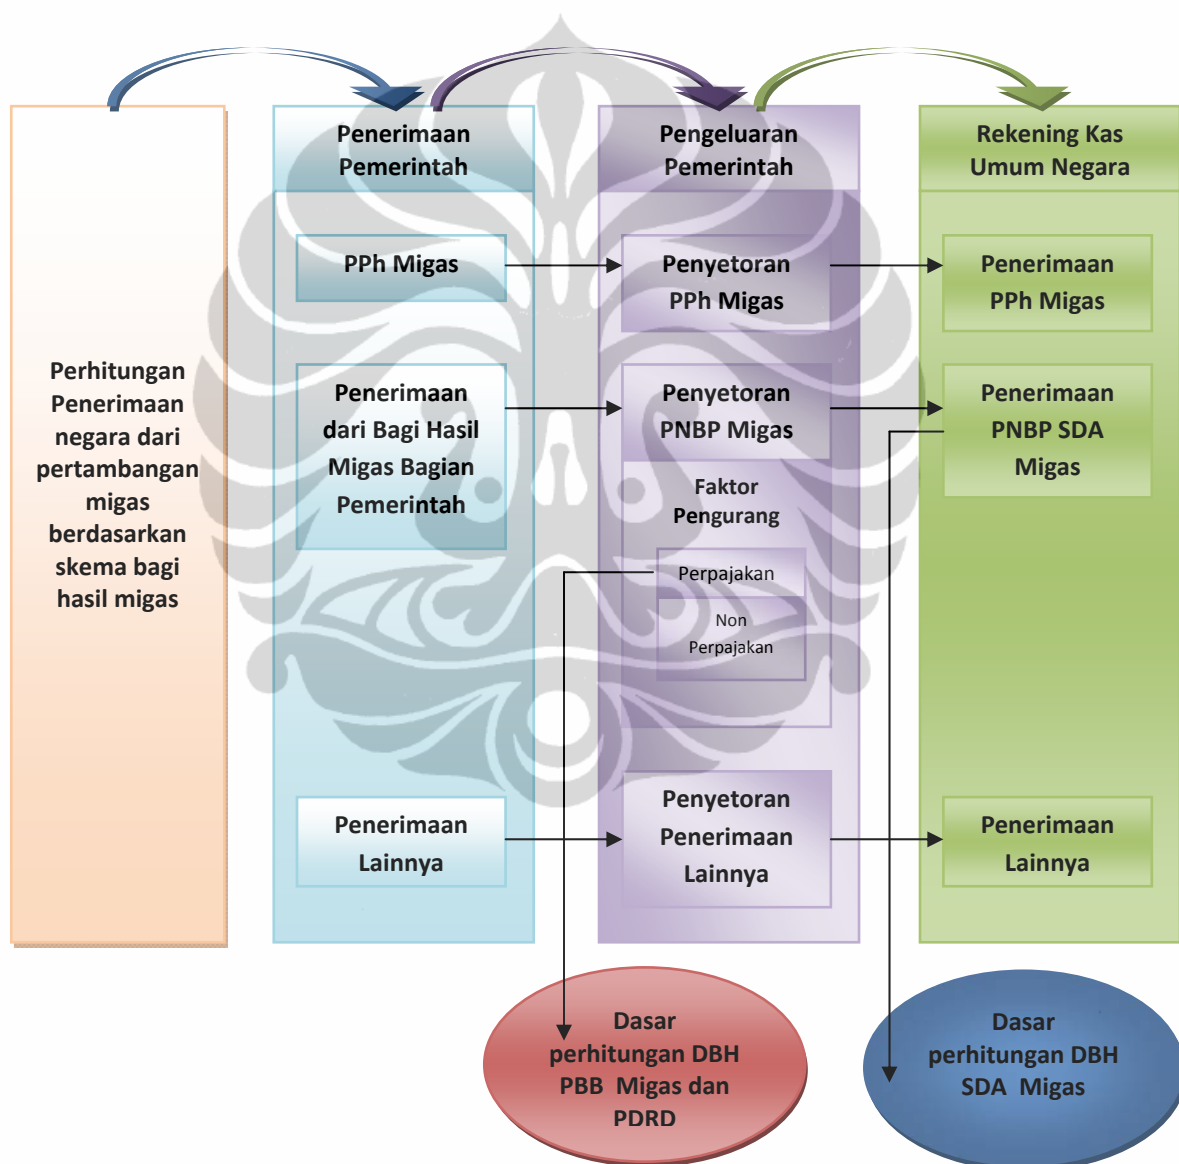 Perhitungan
Penerimaan
negara dari
pertambangan
migas
berdasarkan
skema bagi
hasil migas
Penerimaan
Pemerintah
PPh Migas
Penerimaan
dari Bagi Hasil
Migas Bagian
Pemerintah
Penerimaan
Lainnya
Pengeluaran
Pemerintah
Penyetoran
PPh Migas
Penyetoran
PNBP Migas
Faktor
Pengurang
Perpajakan
Non
Perpajakan
Penyetoran
Penerimaan
Lainnya
Rekening Kas
Umum Negara
Penerimaan
PPh Migas
Penerimaan
PNBP SDA
Migas
Penerimaan
Lainnya
Dasar
perhitungan DBH
PBB Migas dan
PDRD
Dasar
perhitungan DBH
SDA Migas